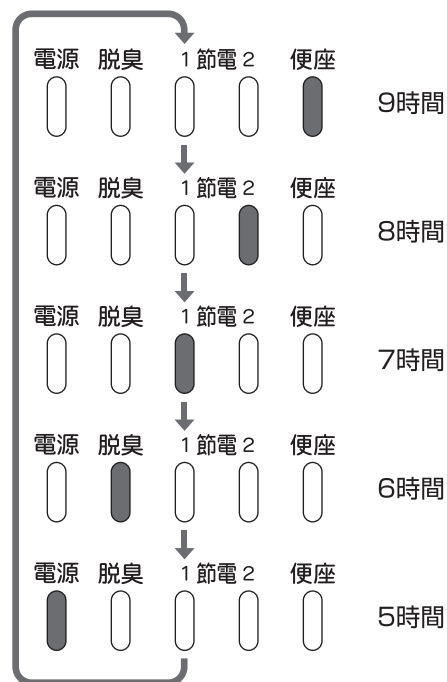 電源 脱臭 1 節電 2 便座
9時間
電源 脱臭 1 節電 2 便座
8時間
電源 脱臭 1 節電 2 便座
7時間
電源 脱臭 1 節電 2 便座
6時間
電源 脱臭 1 節電 2 便座
5時間